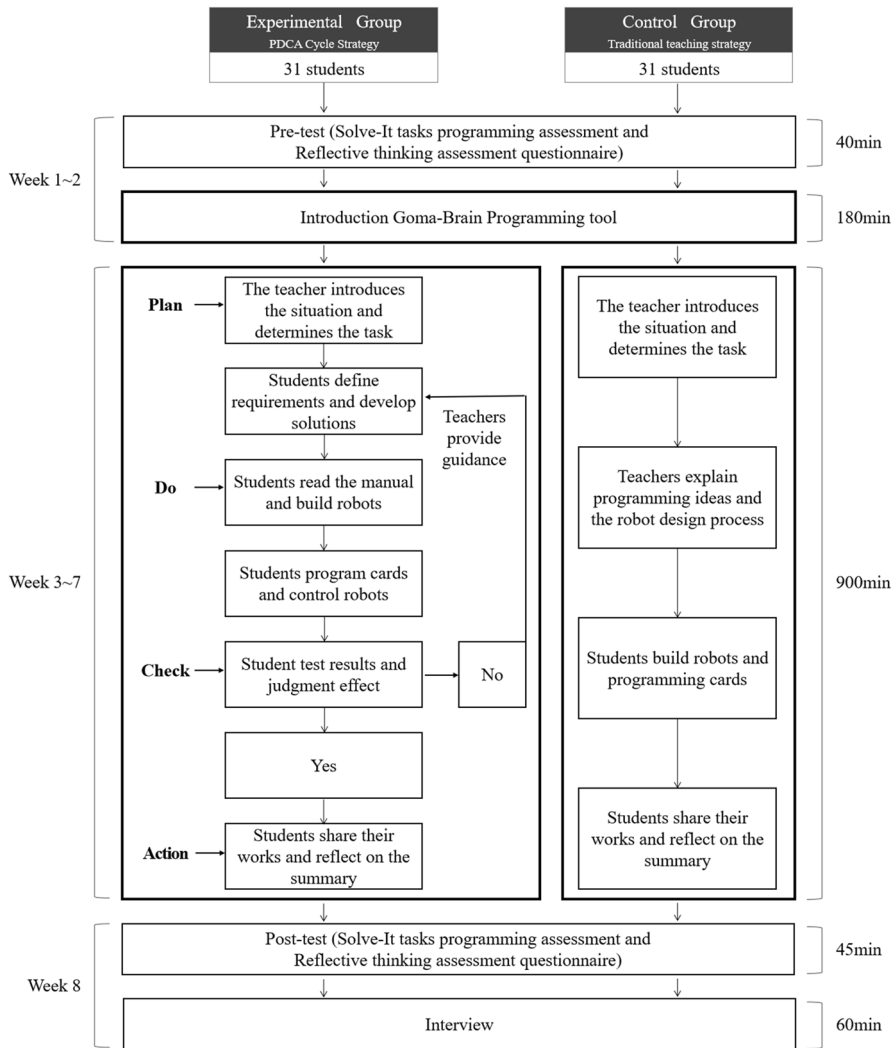 Experimental Group
PDCA Cycle Strategy
31 students
Control Group
Traditional teaching strategy
31 students
Week 1~2
Pre-test (Solve-It tasks programming assessment and
Reflective thinking assessment questionnaire)
40min
Introduction Goma-Brain Programming tool
180min
Week 3~7
Plan
The teacher introduces
the situation and
determines the task
Students define
requirements and develop
solutions
Teachers
provide
guidance
Do
Students read the manual
and build robots
Students program cards
and control robots
Check
Student test results and
judgment effect
No
Yes
Action
Students share their
works and reflect on the
summary
The teacher introduces
the situation and
determines the task
Teachers explain
programming ideas and
the robot design process
Students build robots and
programming cards
Students share their
works and reflect on the
summary
900min
Week 8
Post-test (Solve-It tasks programming assessment and
Reflective thinking assessment questionnaire)
45min
Interview
60min